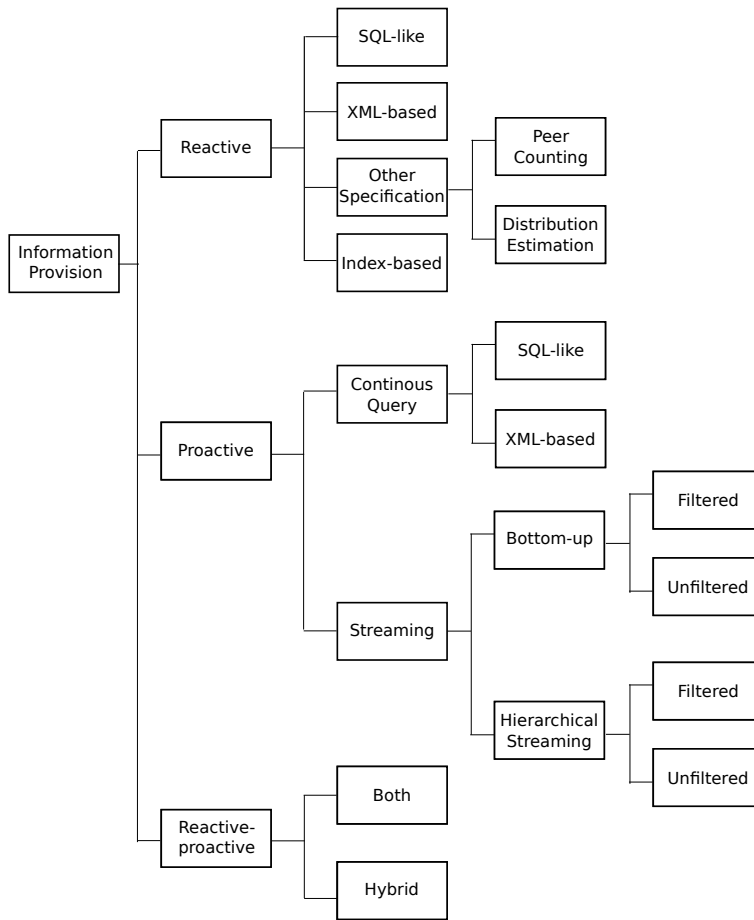 Information
Provision
Reactive
SQL-like
XML-based
Other
Specification
Peer
Counting
Distribution
Estimation
Index-based
Proactive
Continous
Query
SQL-like
XML-based
Streaming
Bottom-up
Filtered
Unfiltered
Hierarchical
Streaming
Filtered
Unfiltered
Reactive-
proactive
Both
Hybrid